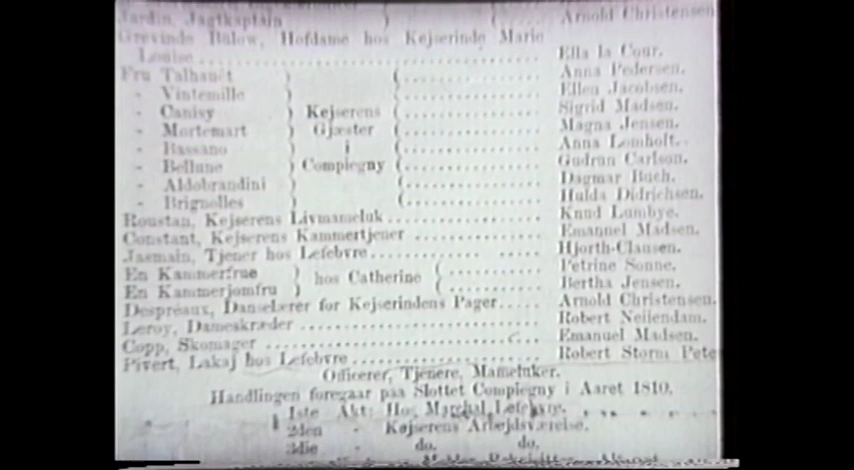 Jardin, Jagtkaptain ) ( Arnold Christensen
Grevinde Bülow, Hofdame hos Kejserinde Marie
Louise Ella la Cour.
Fru Talhauët ) ( Anna Pedersen.
- Vintemille ) ( Ellen Jacobsen.
- Canisy ) Kejserens ( Sigrid Madsen.
- Mortemart ) Gjæster ( Magna Jensen.
- Bassano ) i ( Anna Lomholt.
- Bellune ) Compiegny ( Gudrun Carlson.
- Aldobrandini ) ( Dagmar Bach.
- Brignolles ) ( Hulda Didrichsen.
Roustan, Kejserens Livmameluk Knud Lumbye.
Constant, Kejserens Kammertjener Emanuel Madsen.
Jasmain, Tjener hos Lefebvre Hjorth-Clausen.
En Kammerfrue ) hos Catherine ( Petrine Sonne.
En Kammerjomfru ) ( Bertha Jensen.
Despréaux, Danselærer for Kejserindens Pager Arnold Christensen.
Leroy, Dameskræder Robert Neiiendam.
Copp, Skomager Emanuel Madsen.
Pivert, Lakaj hos Lefebvre Robert Storm Pete
Officerer, Tjenere, Mameluker.
Handlingen foregaar paa Slottet Compiegny i Aaret 1810.
1ste Akt: Hos Marchal Lefebvre.
2den - Kejserens Arbejdsværelse.
3die - do. do.